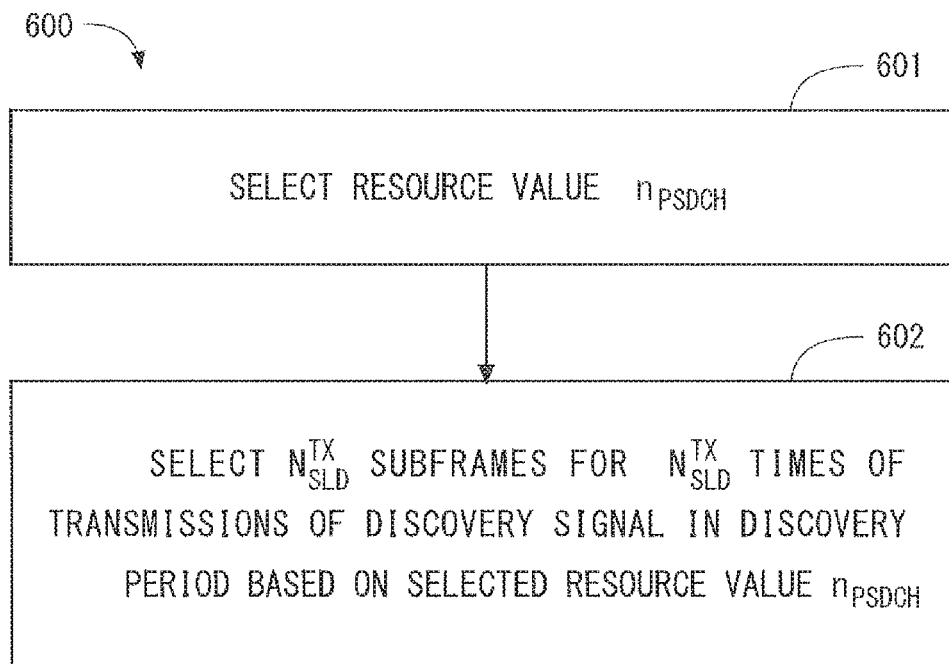 600
601
SELECT RESOURCE VALUE n_PSDCH
602
SELECT N_SLD^TX SUBFRAMES FOR N_SLD^TX TIMES OF
TRANSMISSIONS OF DISCOVERY SIGNAL IN DISCOVERY
PERIOD BASED ON SELECTED RESOURCE VALUE n_PSDCH